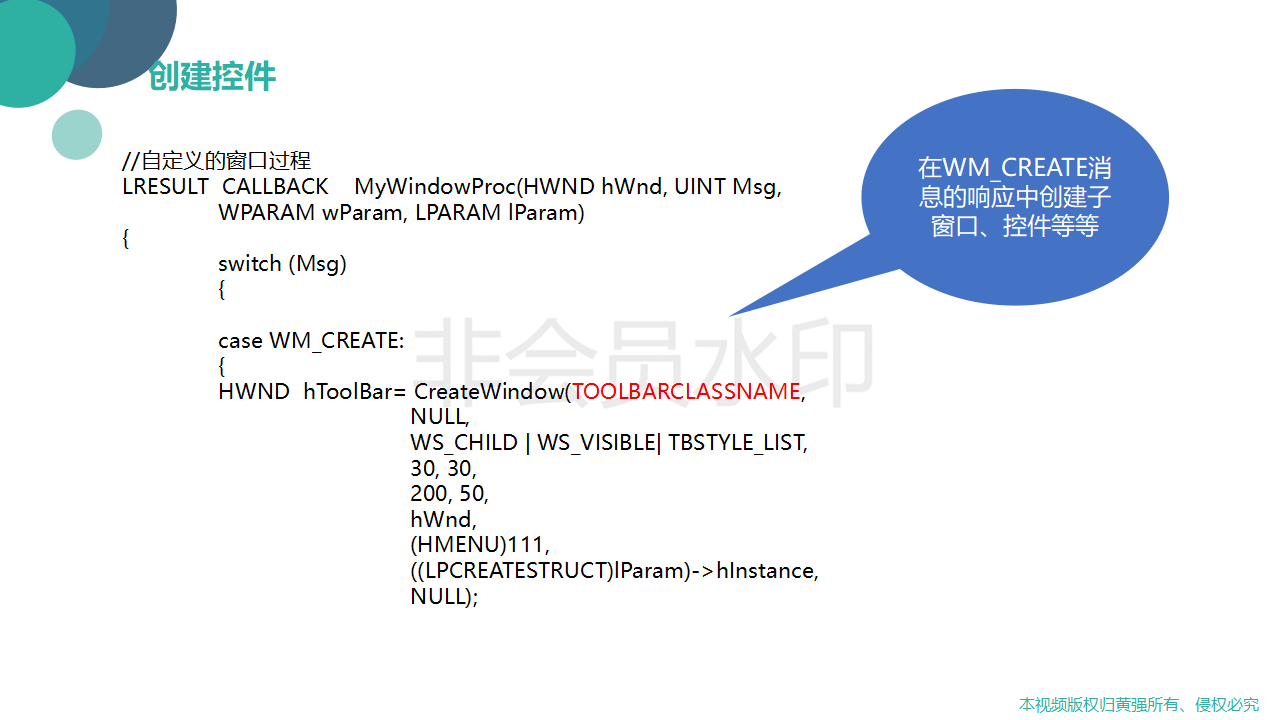 创建控件
//自定义的窗口过程
LRESULT  CALLBACK    MyWindowProc(HWND hWnd, UINT Msg,
WPARAM wParam, LPARAM lParam)
{
switch (Msg)
{
case WM_CREATE:
{
HWND  hToolBar= CreateWindow(TOOLBARCLASSNAME,
NULL,
WS_CHILD | WS_VISIBLE| TBSTYLE_LIST,
30, 30,
200, 50,
hWnd,
(HMENU)111,
((LPCREATESTRUCT)lParam)->hInstance,
NULL);
在WM_CREATE消
息的响应中创建子
窗口、控件等等
非会员水印
本视频版权归黄强所有、侵权必究